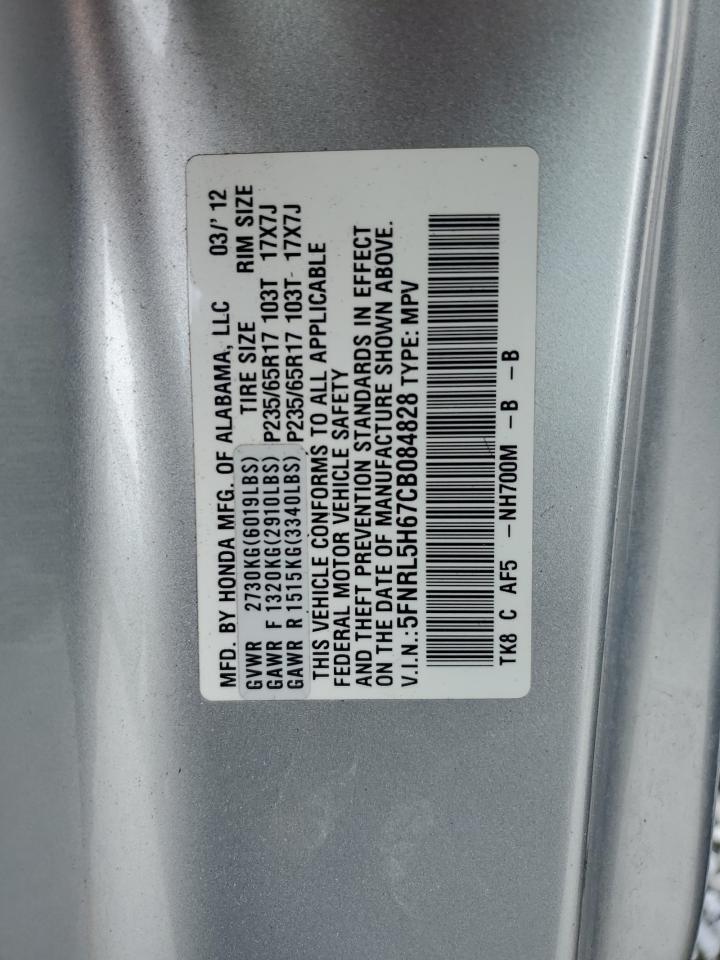 MFD. BY HONDA MFG. OF ALABAMA, LLC 03/' 12
TIRE SIZE RIM SIZE
GVWR 2730KG(6019LBS)
GAWR F 1320KG(2910LBS) P235/65R17 103T 17X7J
GAWR R 1515KG(3340LBS) P235/65R17 103T 17X7J
THIS VEHICLE CONFORMS TO ALL APPLICABLE
FEDERAL MOTOR VEHICLE SAFETY
AND THEFT PREVENTION STANDARDS IN EFFECT
ON THE DATE OF MANUFACTURE SHOWN ABOVE.
V.I.N.:5FNRL5H67CB084828 TYPE: MPV
TK8 C AF5 -NH700M -B -B